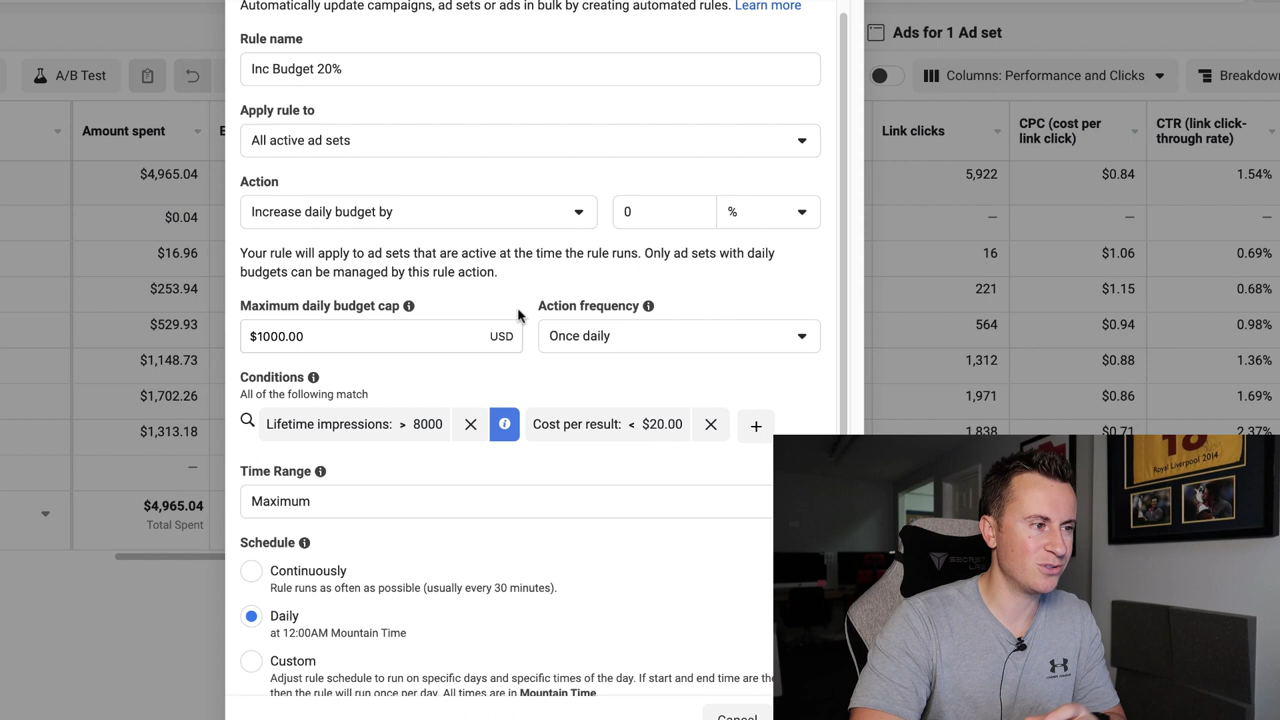 Automatically update campaigns, ad sets or ads in bulk by creating automated rules. Learn more
Rule name
Inc Budget 20%
Apply rule to
All active ad sets
Action
Increase daily budget by
0
%
Your rule will apply to ad sets that are active at the time the rule runs. Only ad sets with daily
budgets can be managed by this rule action.
Maximum daily budget cap
Action frequency
$1000.00
USD
Once daily
Conditions
All of the following match
Lifetime impressions: > 8000
Cost per result: < $20.00
Time Range
Maximum
Schedule
Continuously
Rule runs as often as possible (usually every 30 minutes).
Daily
at 12:00AM Mountain Time
Custom
Adjust rule schedule to run on specific days and specific times of the day. If start and end time are the
then the rule will run once per day. All times are in Mountain Time.
Cancel
A/B Test
Amount spent
E
$4,965.04
$0.04
$16.96
$253.94
$529.93
$1,148.73
$1,702.26
$1,313.18
—
$4,965.04
Total Spent
Ads for 1 Ad set
Columns: Performance and Clicks
Breakdow
Link clicks
CPC (cost per
link click)
CTR (link click-
through rate)
5,922
$0.84
1.54%
—
—
—
16
$1.06
0.69%
221
$1.15
0.68%
564
$0.94
0.98%
1,312
$0.88
1.36%
1,971
$0.86
1.69%
1,838
$0.71
2.37%
18
Royal Liverpool 2014
SECRETLAB
UNDER ARMOUR